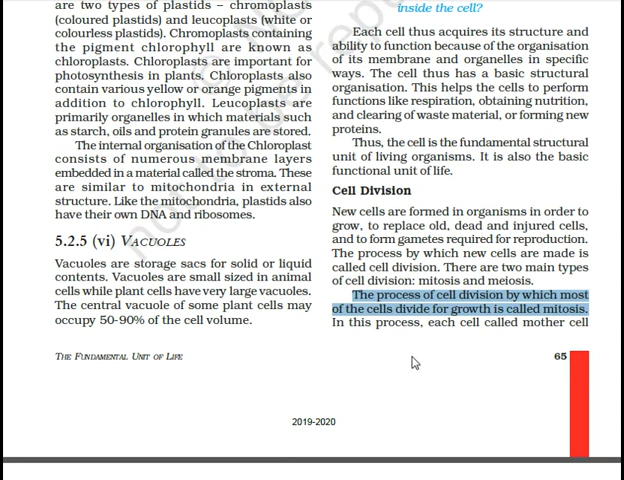 are two types of plastids – chromoplasts
(coloured plastids) and leucoplasts (white or
colourless plastids). Chromoplasts containing
the pigment chlorophyll are known as
chloroplasts. Chloroplasts are important for
photosynthesis in plants. Chloroplasts also
contain various yellow or orange pigments in
addition to chlorophyll. Leucoplasts are
primarily organelles in which materials such
as starch, oils and protein granules are stored.
The internal organisation of the Chloroplast
consists of numerous membrane layers
embedded in a material called the stroma. These
are similar to mitochondria in external
structure. Like the mitochondria, plastids also
have their own DNA and ribosomes.
5.2.5 (vi) VACUOLES
Vacuoles are storage sacs for solid or liquid
contents. Vacuoles are small sized in animal
cells while plant cells have very large vacuoles.
The central vacuole of some plant cells may
occupy 50-90% of the cell volume.
inside the cell?
Each cell thus acquires its structure and
ability to function because of the organisation
of its membrane and organelles in specific
ways. The cell thus has a basic structural
organisation. This helps the cells to perform
functions like respiration, obtaining nutrition,
and clearing of waste material, or forming new
proteins.
Thus, the cell is the fundamental structural
unit of living organisms. It is also the basic
functional unit of life.
Cell Division
New cells are formed in organisms in order to
grow, to replace old, dead and injured cells,
and to form gametes required for reproduction.
The process by which new cells are made is
called cell division. There are two main types
of cell division: mitosis and meiosis.
The process of cell division by which most
of the cells divide for growth is called mitosis.
In this process, each cell called mother cell
THE FUNDAMENTAL UNIT OF LIFE
65
2019-2020